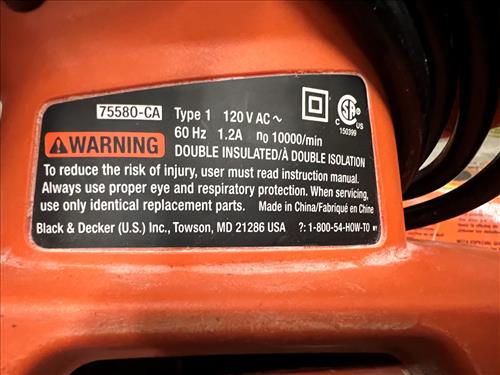 75580-CA Type 1 120 V AC ~
60 Hz 1.2A n0 10000/min
C US
150399
WARNING
DOUBLE INSULATED/À DOUBLE ISOLATION
To reduce the risk of injury, user must read instruction manual.
Always use proper eye and respiratory protection. When servicing,
use only identical replacement parts. Made in China/Fabriqué en Chine
Black & Decker (U.S.) Inc., Towson, MD 21286 USA ?: 1-800-54-HOW-TO